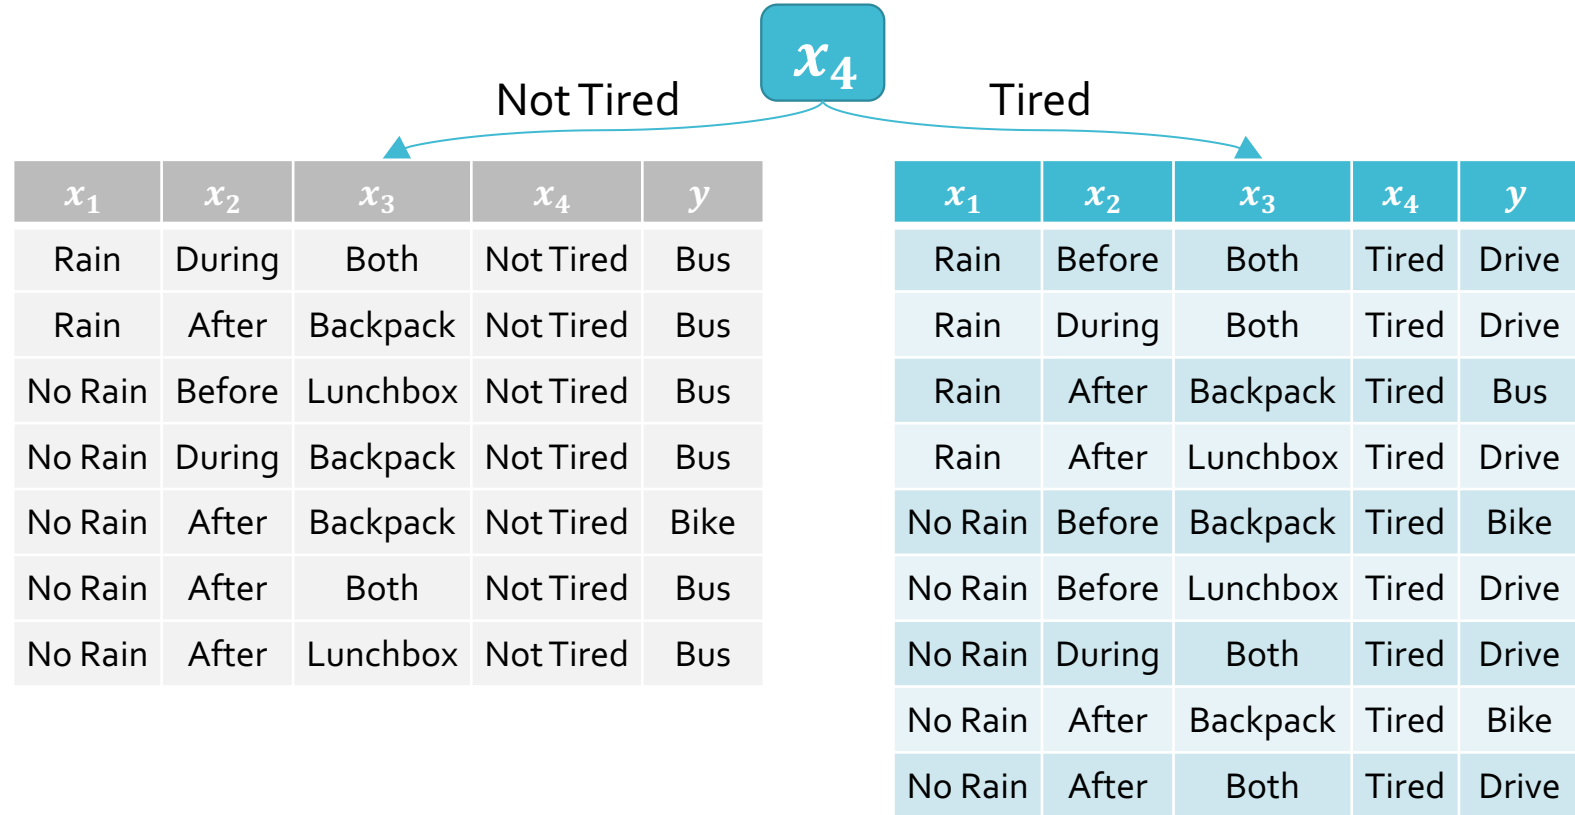 x₄
Not Tired Tired
x₁ x₂ x₃ x₄ y
Rain During Both Not Tired Bus
Rain After Backpack Not Tired Bus
No Rain Before Lunchbox Not Tired Bus
No Rain During Backpack Not Tired Bus
No Rain After Backpack Not Tired Bike
No Rain After Both Not Tired Bus
No Rain After Lunchbox Not Tired Bus
x₁ x₂ x₃ x₄ y
Rain Before Both Tired Drive
Rain During Both Tired Drive
Rain After Backpack Tired Bus
Rain After Lunchbox Tired Drive
No Rain Before Backpack Tired Bike
No Rain Before Lunchbox Tired Drive
No Rain During Both Tired Drive
No Rain After Backpack Tired Bike
No Rain After Both Tired Drive